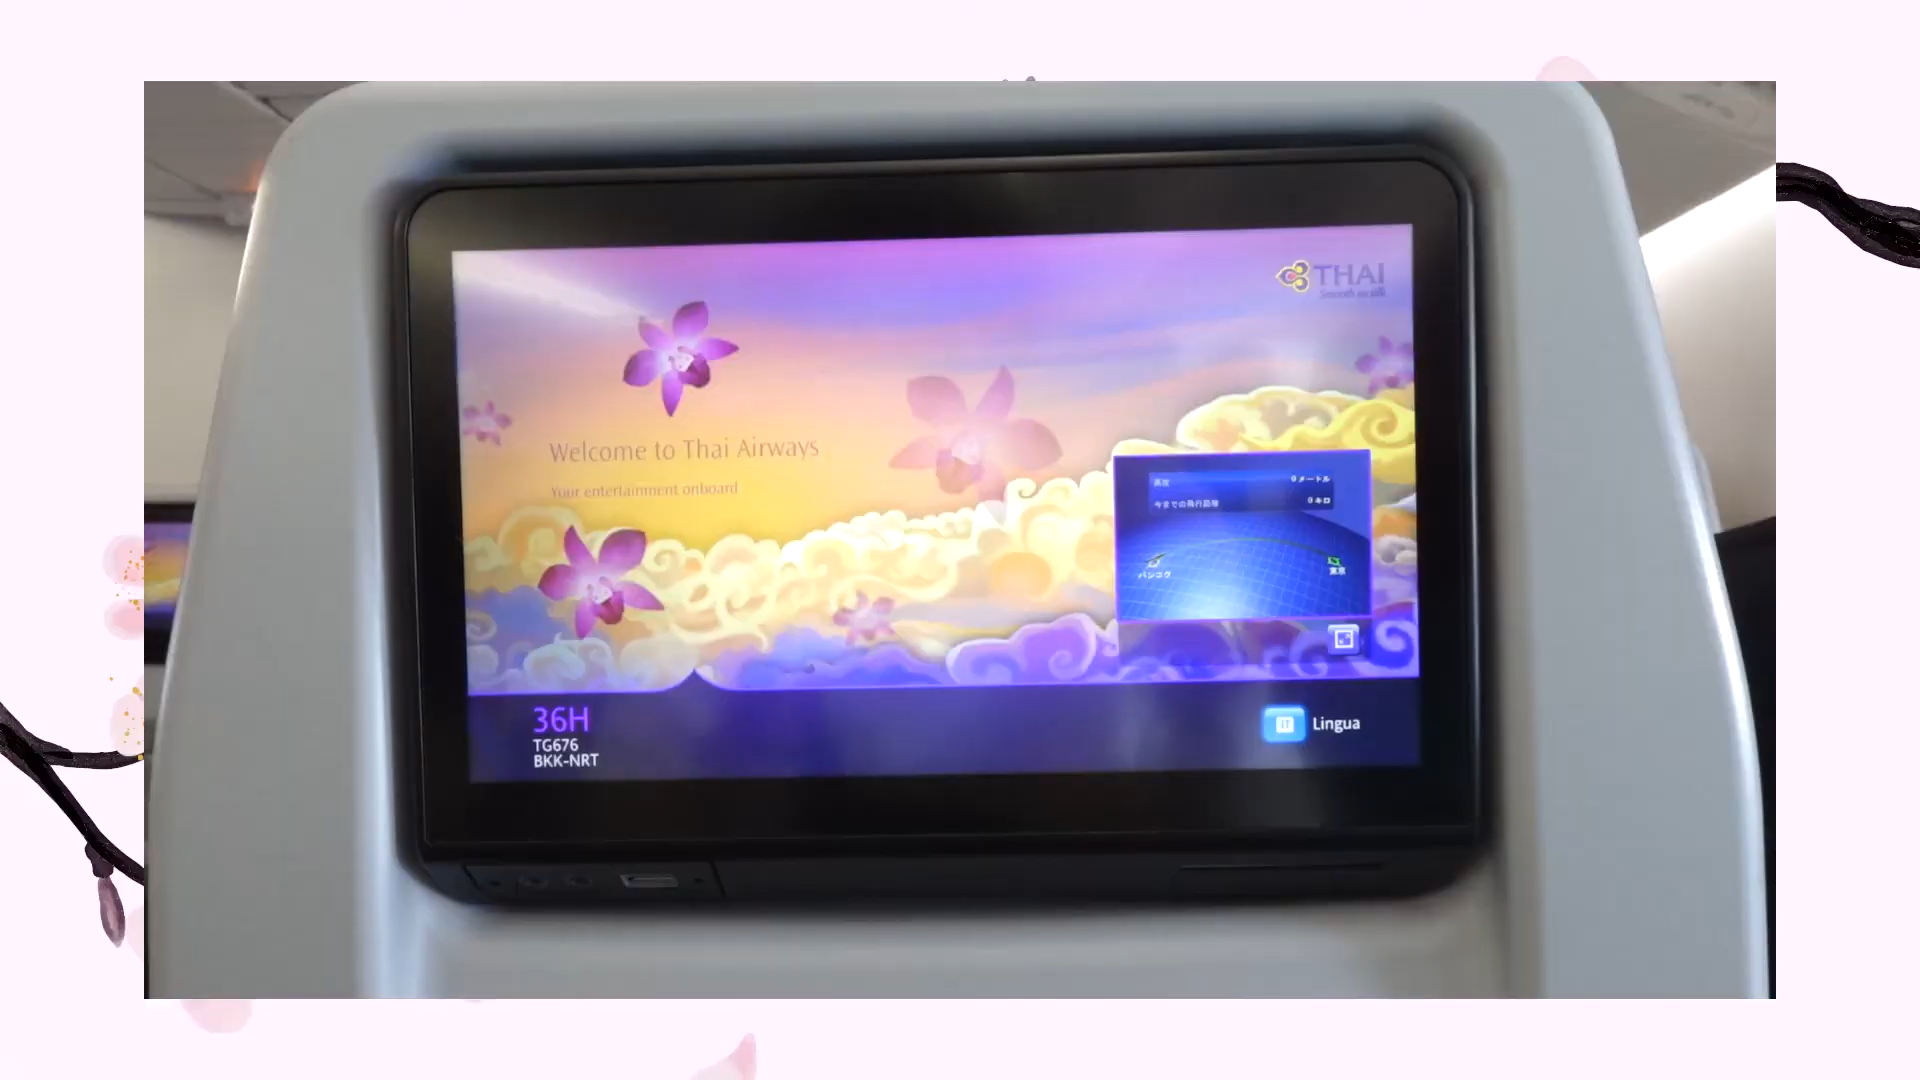 THAI
Smooth as silk
Welcome to Thai Airways
Your entertainment onboard
高度 0 メートル
今までの飛行距離 0 キロ
バンコク
東京
36H
TG676
BKK-NRT
IT Lingua